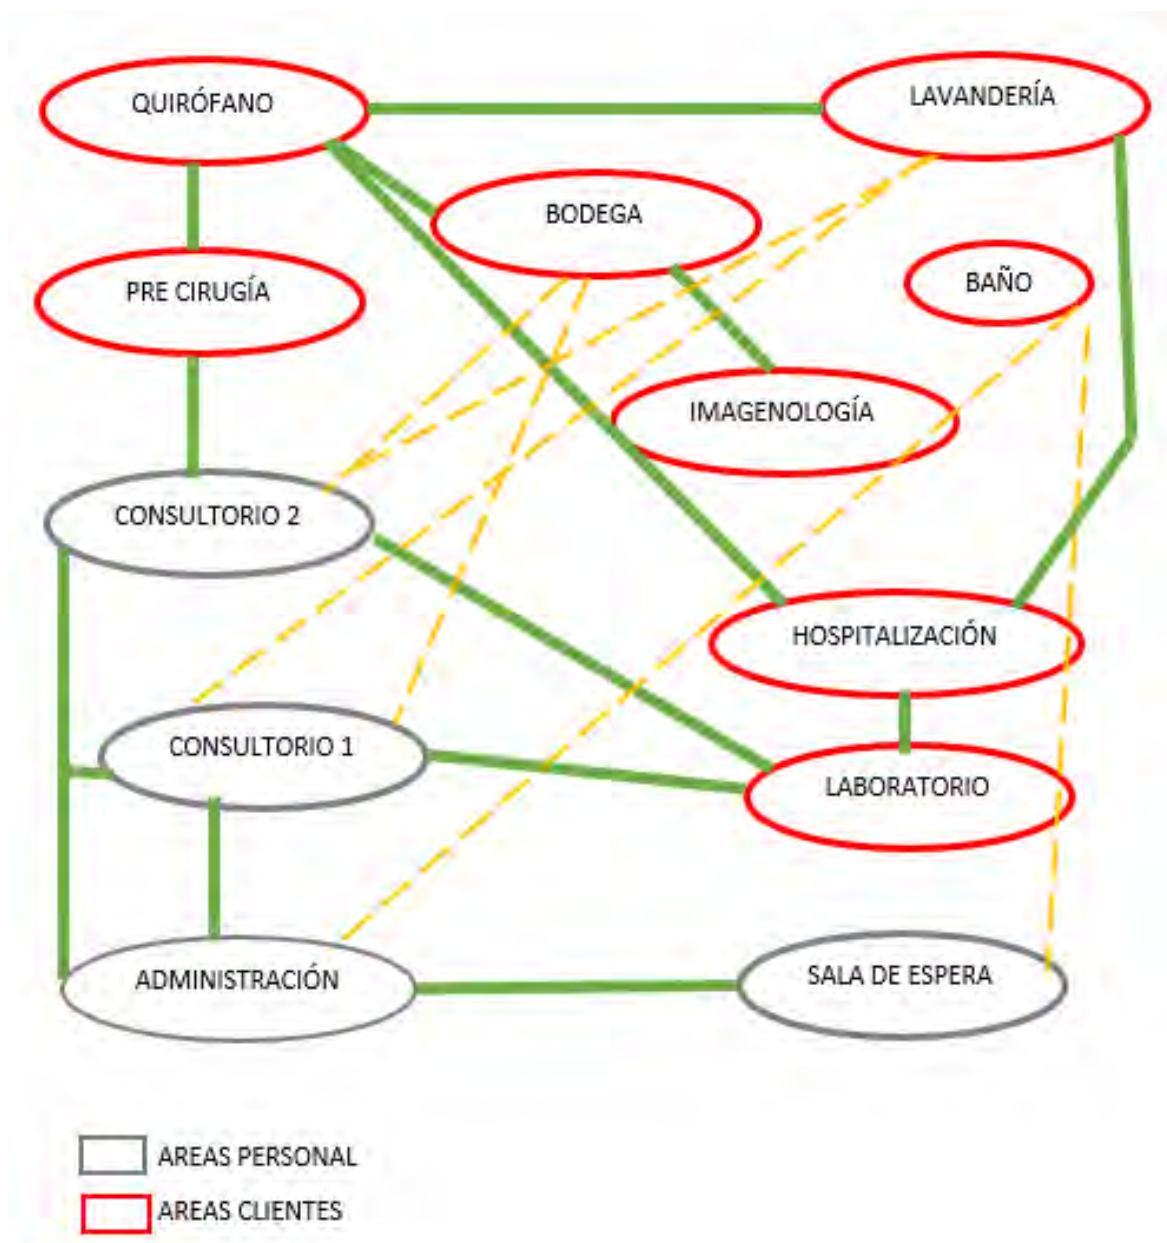 QUIRÓFANO
LAVANDERÍA
BODEGA
BAÑO
PRE CIRUGÍA
IMAGENOLOGÍA
CONSULTORIO 2
HOSPITALIZACIÓN
CONSULTORIO 1
LABORATORIO
ADMINISTRACIÓN
SALA DE ESPERA
AREAS PERSONAL
AREAS CLIENTES